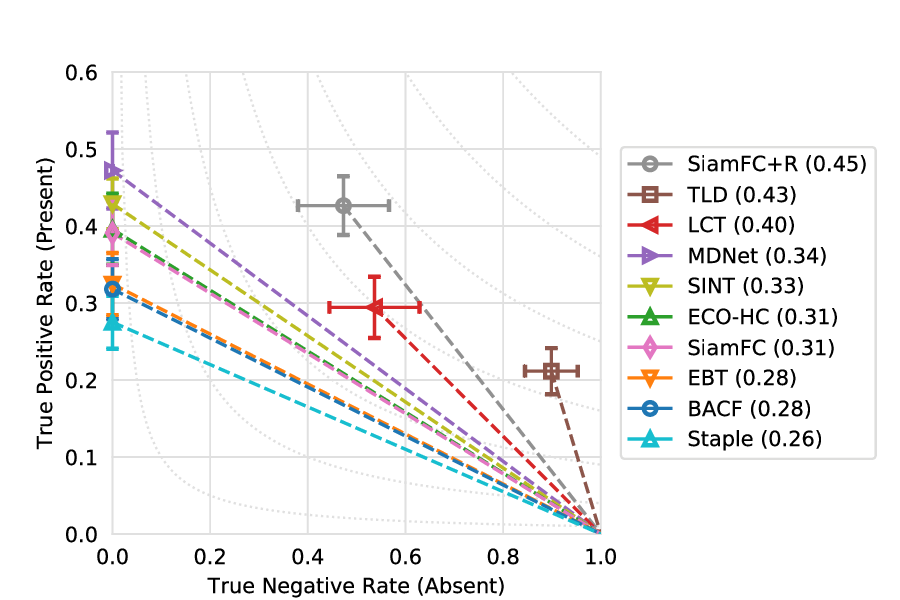 0.6
0.5
0.4
0.3
0.2
0.1
0.0
True Positive Rate (Present)
0.0 0.2 0.4 0.6 0.8 1.0
True Negative Rate (Absent)
SiamFC+R (0.45)
TLD (0.43)
LCT (0.40)
MDNet (0.34)
SINT (0.33)
ECO-HC (0.31)
SiamFC (0.31)
EBT (0.28)
BACF (0.28)
Staple (0.26)